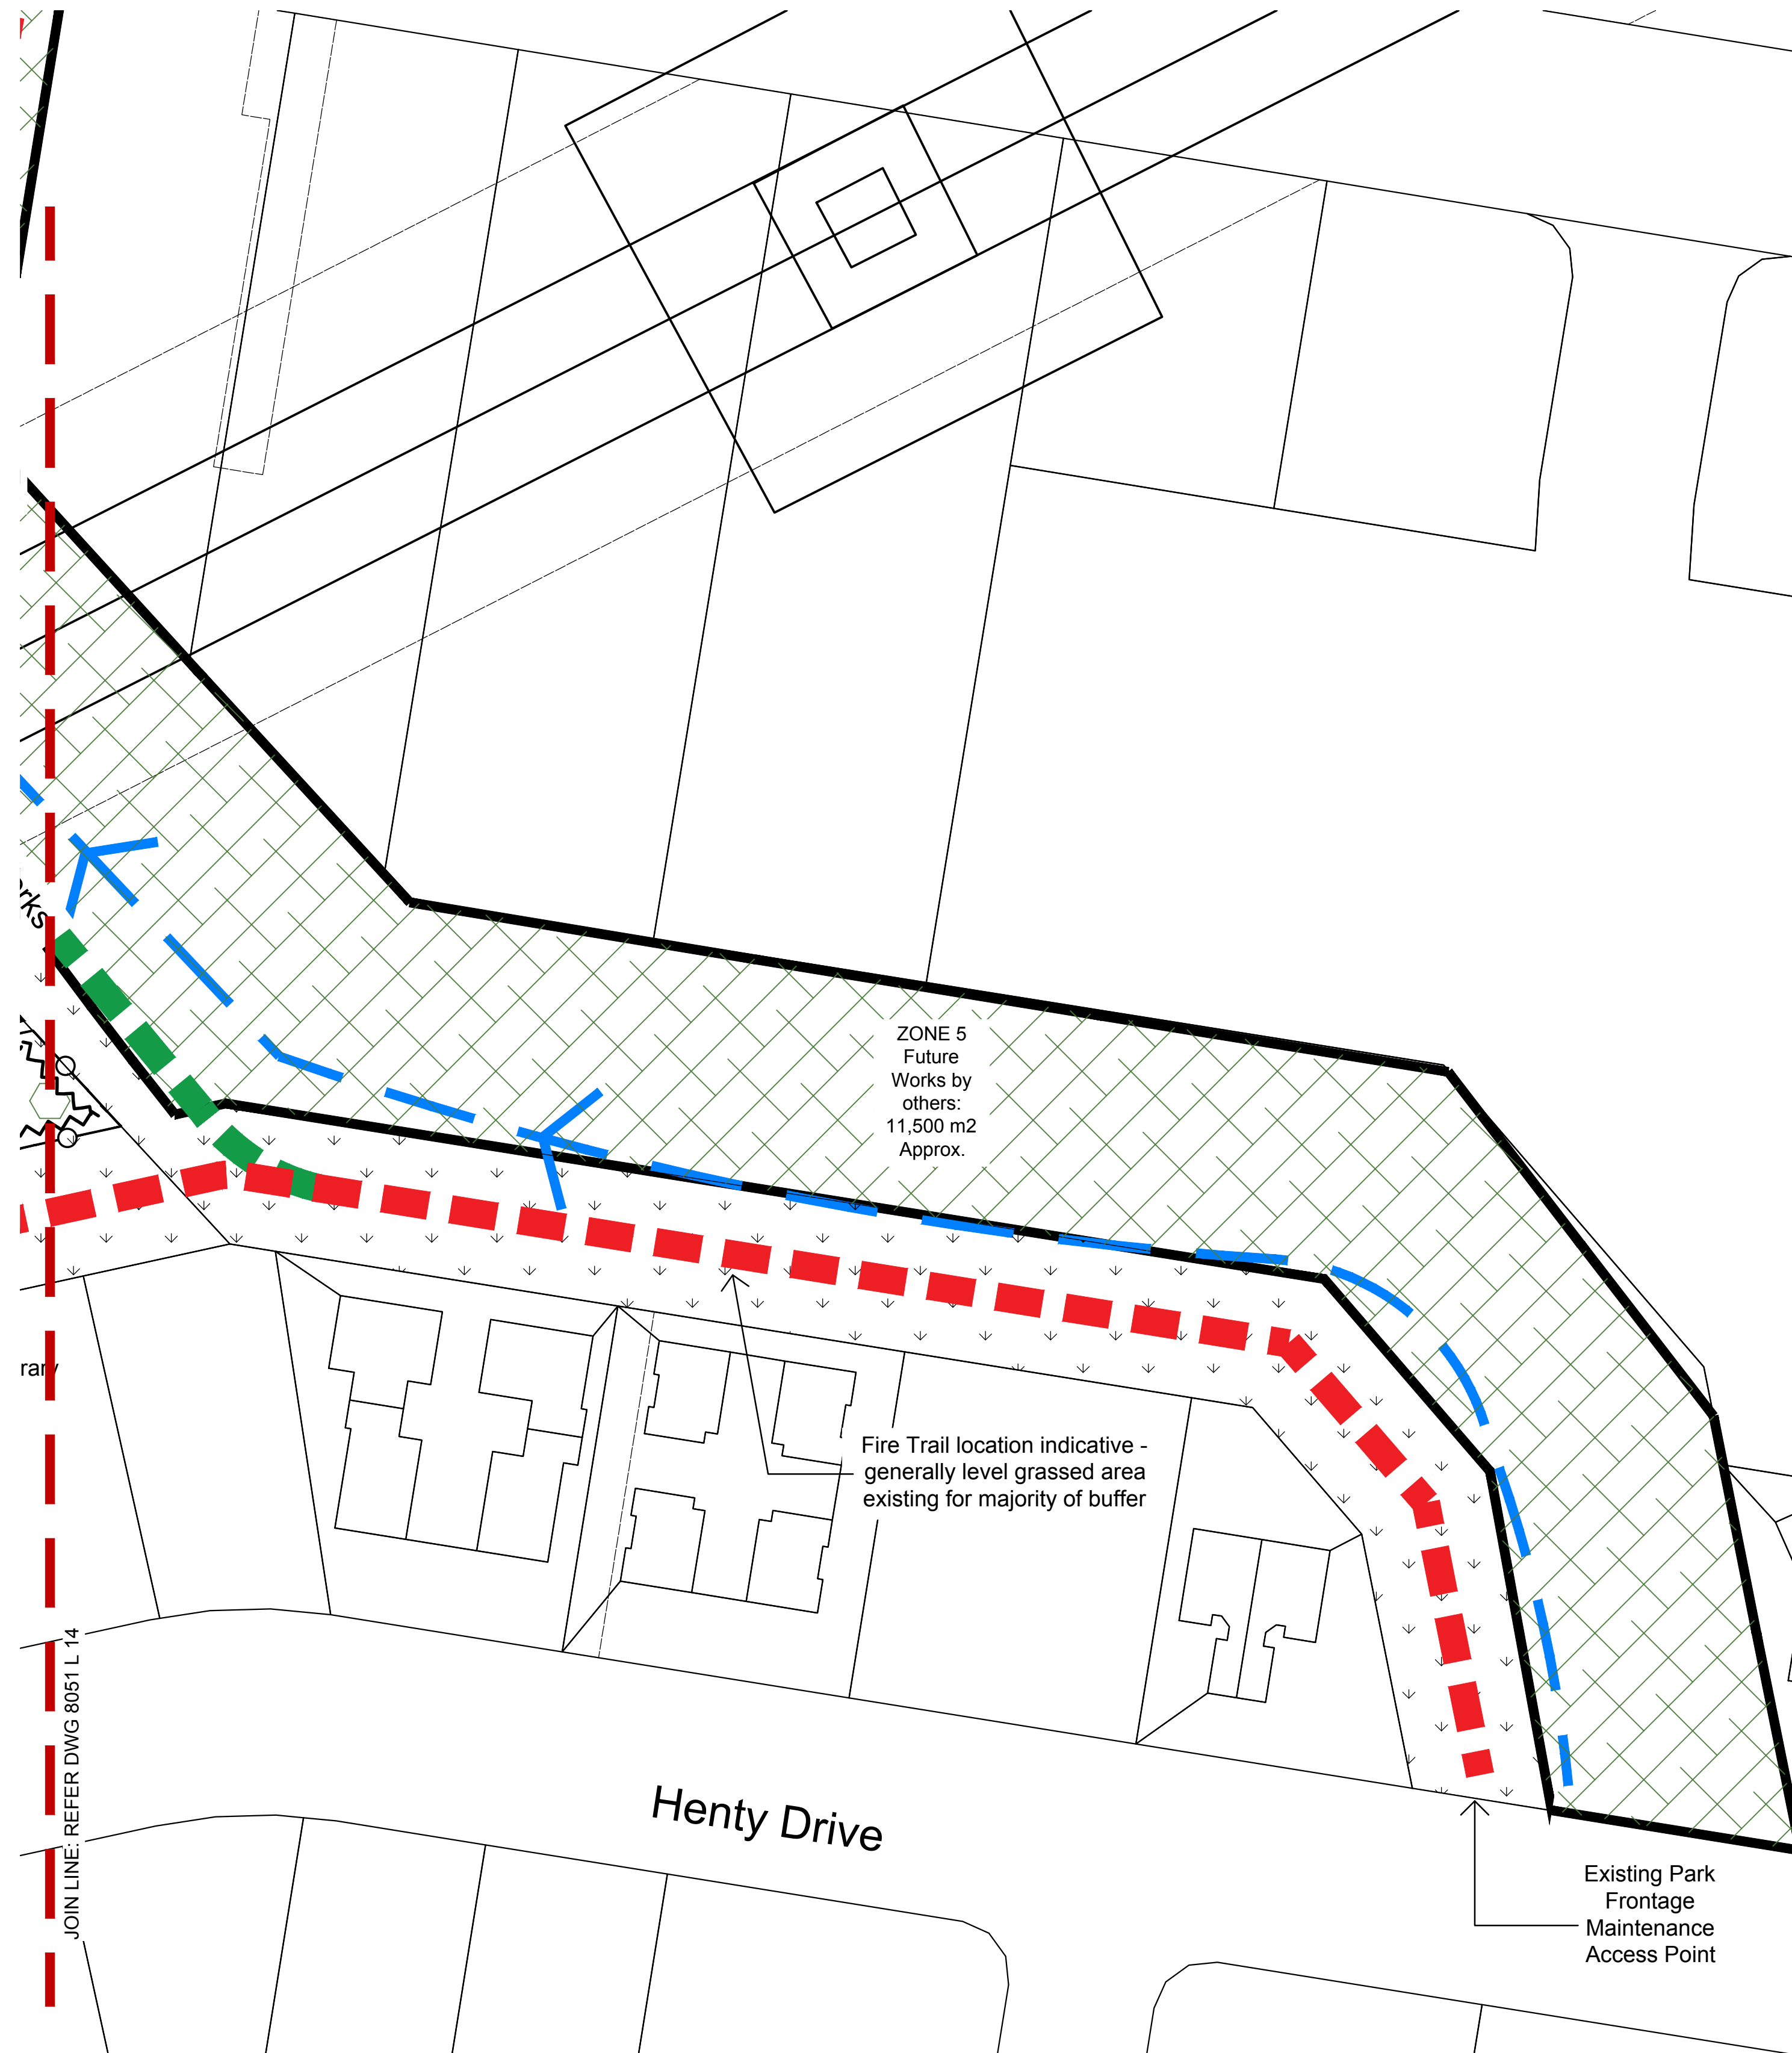 ZONE 5
Future
Works by
others:
11,500 m2
Approx.
Fire Trail location indicative -
generally level grassed area
existing for majority of buffer
JOIN LINE: REFER DWG 8051 L 14
Henty Drive
Existing Park
Frontage
Maintenance
Access Point